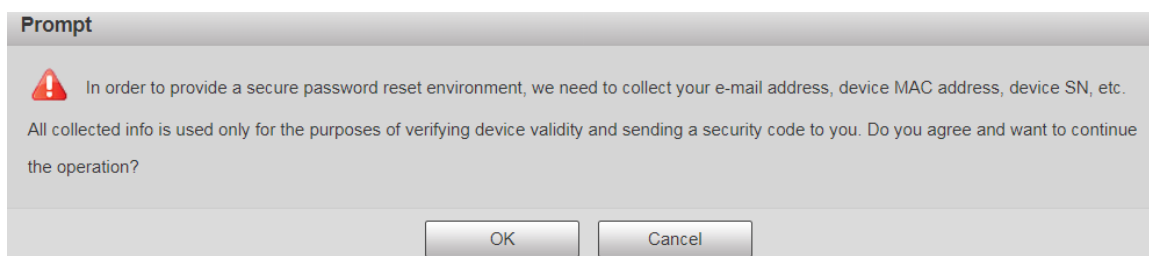 Prompt
In order to provide a secure password reset environment, we need to collect your e-mail address, device MAC address, device SN, etc.
All collected info is used only for the purposes of verifying device validity and sending a security code to you. Do you agree and want to continue
the operation?
OK Cancel